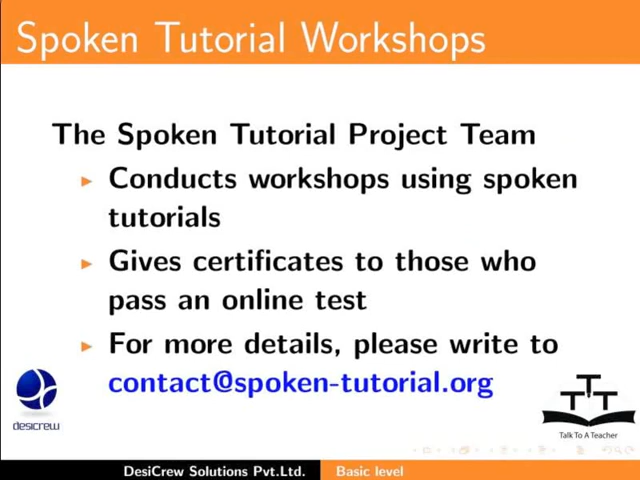 Spoken Tutorial Workshops
The Spoken Tutorial Project Team
Conducts workshops using spoken
tutorials
Gives certificates to those who
pass an online test
For more details, please write to
contact@spoken-tutorial.org
desicrew
TTT
Talk To A Teacher
DesiCrew Solutions Pvt.Ltd. Basic level